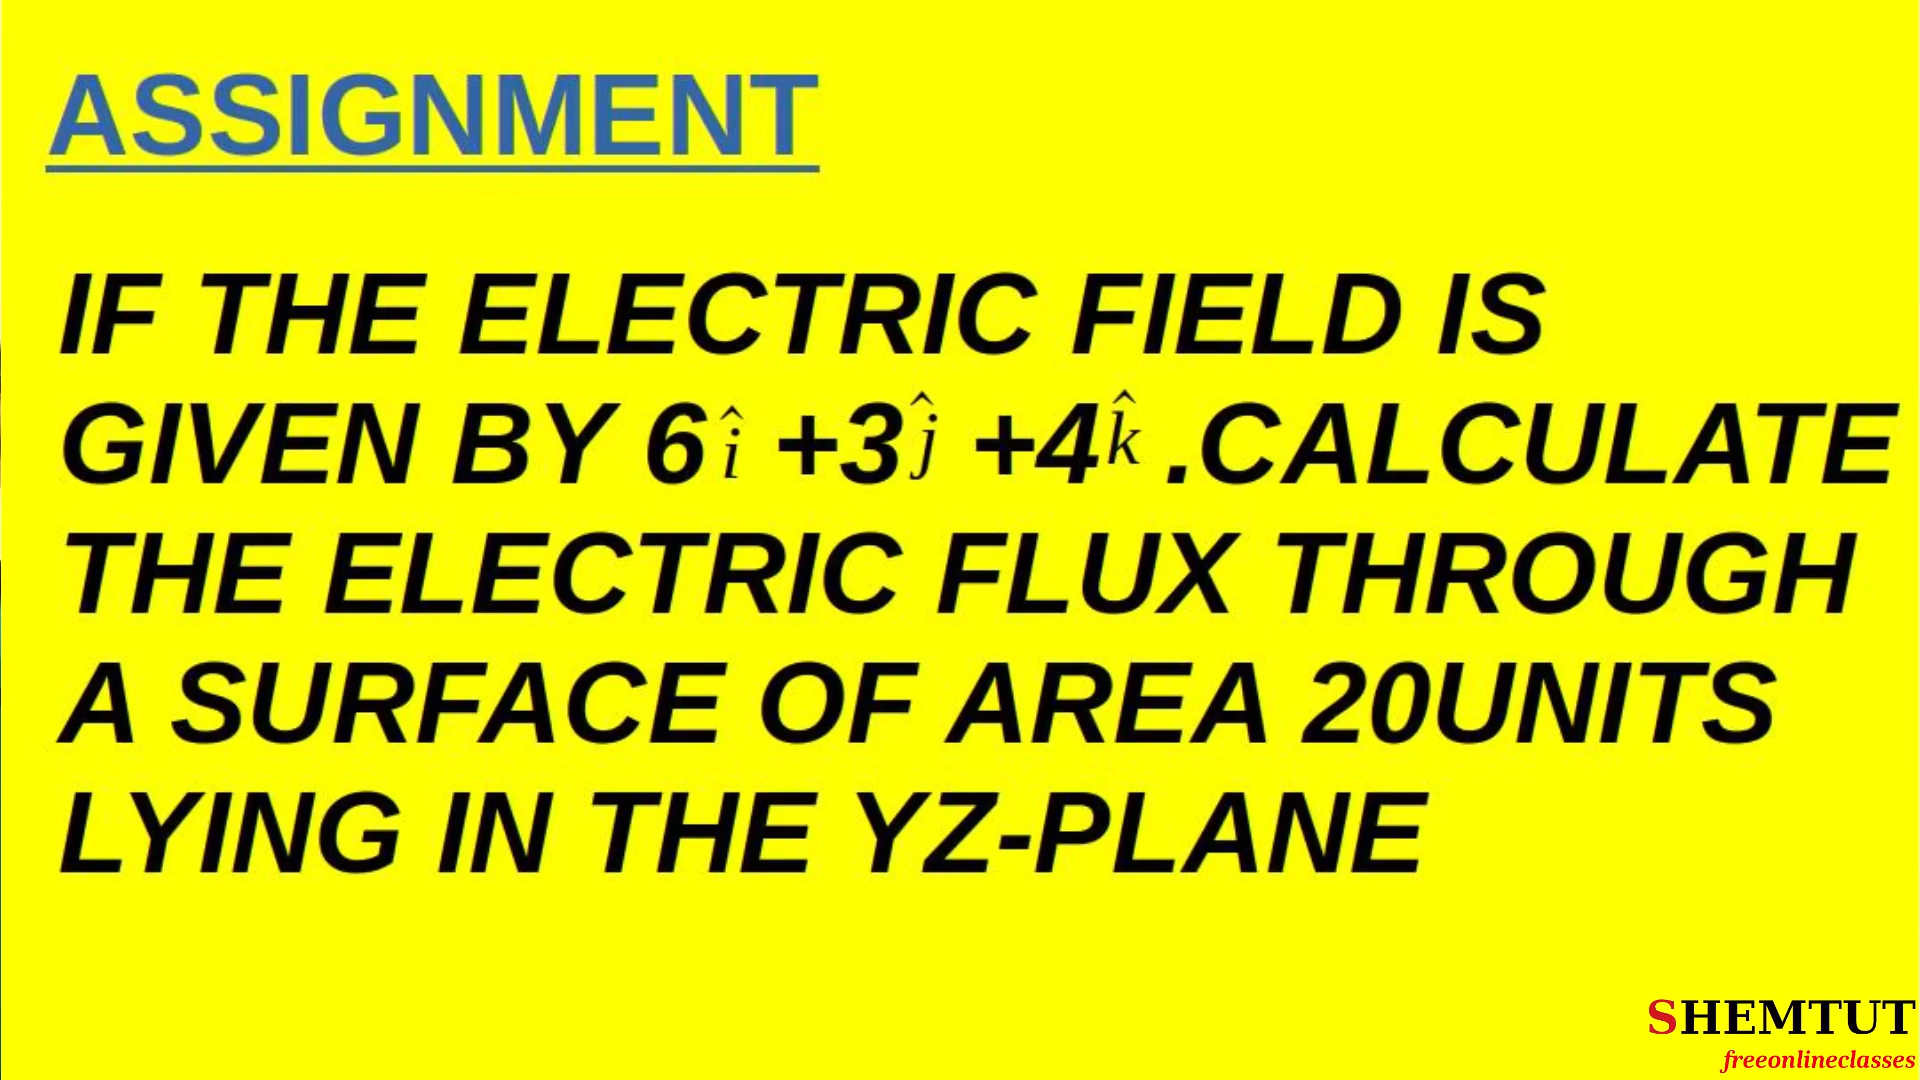 ASSIGNMENT
IF THE ELECTRIC FIELD IS
GIVEN BY 6î +3ĵ +4k̂ .CALCULATE
THE ELECTRIC FLUX THROUGH
A SURFACE OF AREA 20UNITS
LYING IN THE YZ-PLANE
SHEMTUT
freeonlineclasses